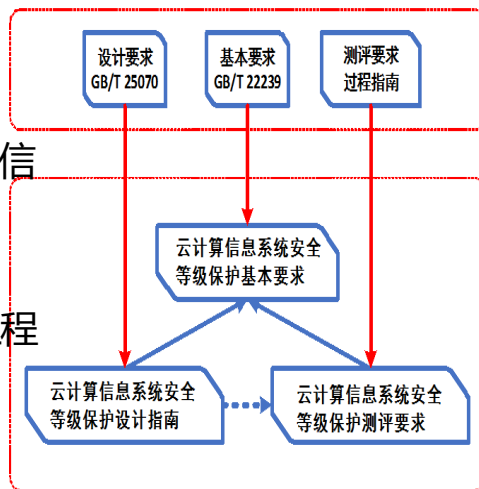 设计要求
GB/T 25070
基本要求
GB/T 22239
测评要求
过程指南
信
云计算信息系统安全
等级保护基本要求
程
云计算信息系统安全
等级保护设计指南
云计算信息系统安全
等级保护测评要求